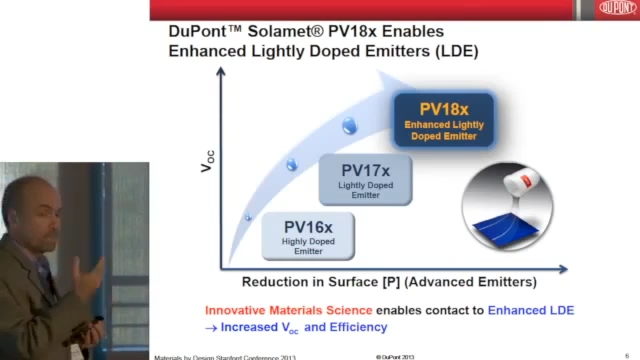 DUPONT
DuPont™ Solamet® PV18x Enables
Enhanced Lightly Doped Emitters (LDE)
Voc
PV18x
Enhanced Lightly
Doped Emitter
PV17x
Lightly Doped
Emitter
PV16x
Highly Doped
Emitter
Reduction in Surface [P] (Advanced Emitters)
Innovative Materials Science enables contact to Enhanced LDE
→ Increased Voc and Efficiency
Materials by Design Stanford Conference 2013
© DuPont 2013